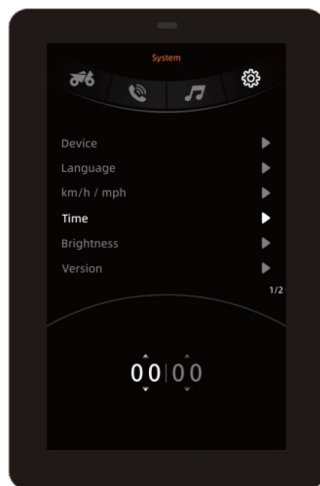 System
Device
Language
km/h / mph
Time
Brightness
Version
1/2
00|00